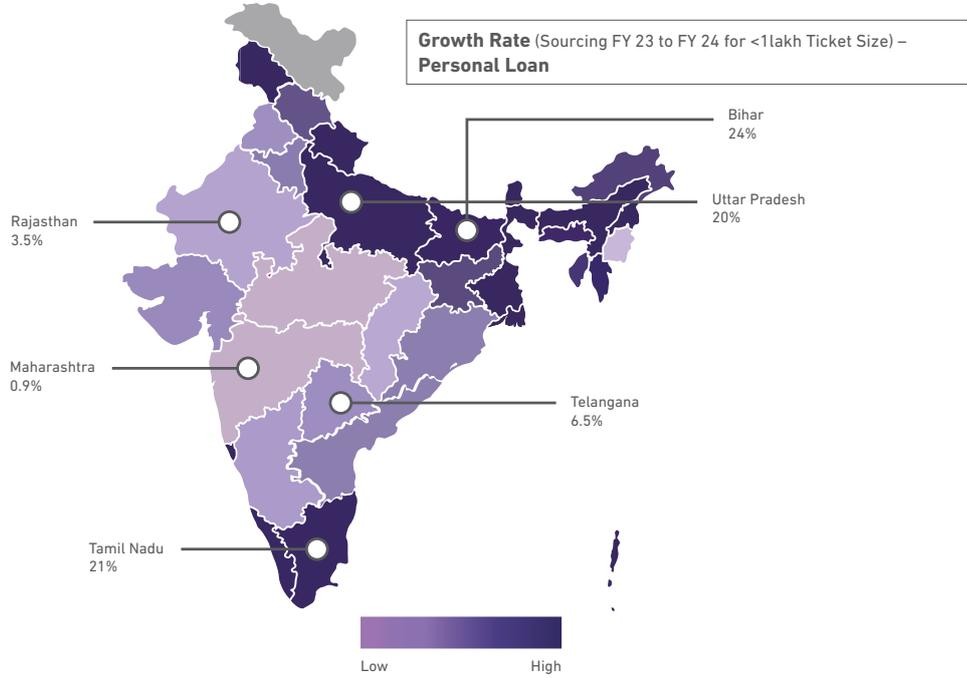 Growth Rate (Sourcing FY 23 to FY 24 for <1lakh Ticket Size) –
Personal Loan
Bihar
24%
Uttar Pradesh
20%
Rajasthan
3.5%
Maharashtra
0.9%
Telangana
6.5%
Tamil Nadu
21%
Low
High